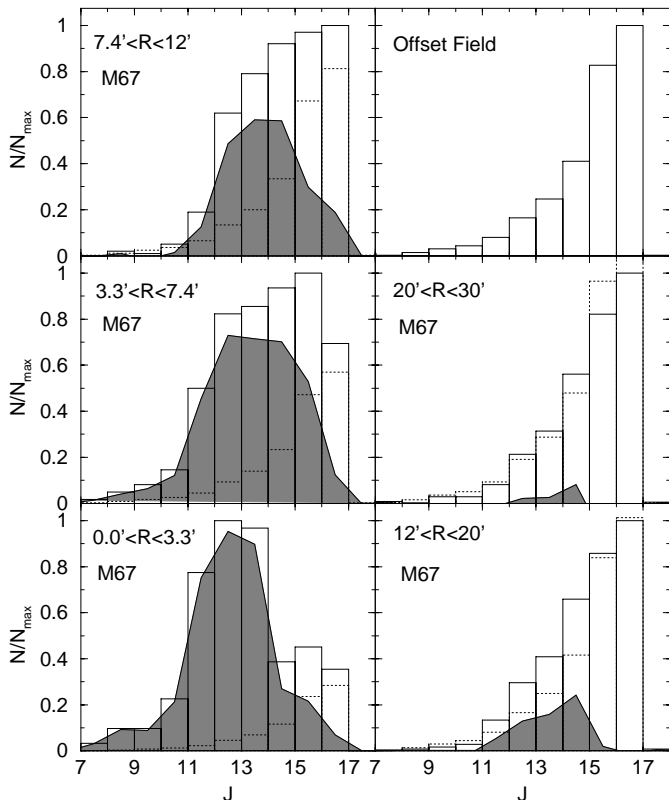 7.4'<R<12'
M67
Offset Field
N/Nmax
1
0.8
0.6
0.4
0.2
0
3.3'<R<7.4'
M67
20'<R<30'
M67
N/Nmax
1
0.8
0.6
0.4
0.2
0
0.0'<R<3.3'
M67
12'<R<20'
M67
N/Nmax
1
0.8
0.6
0.4
0.2
0
7 9 11 13 15 17 7 9 11 13 15 17
J J